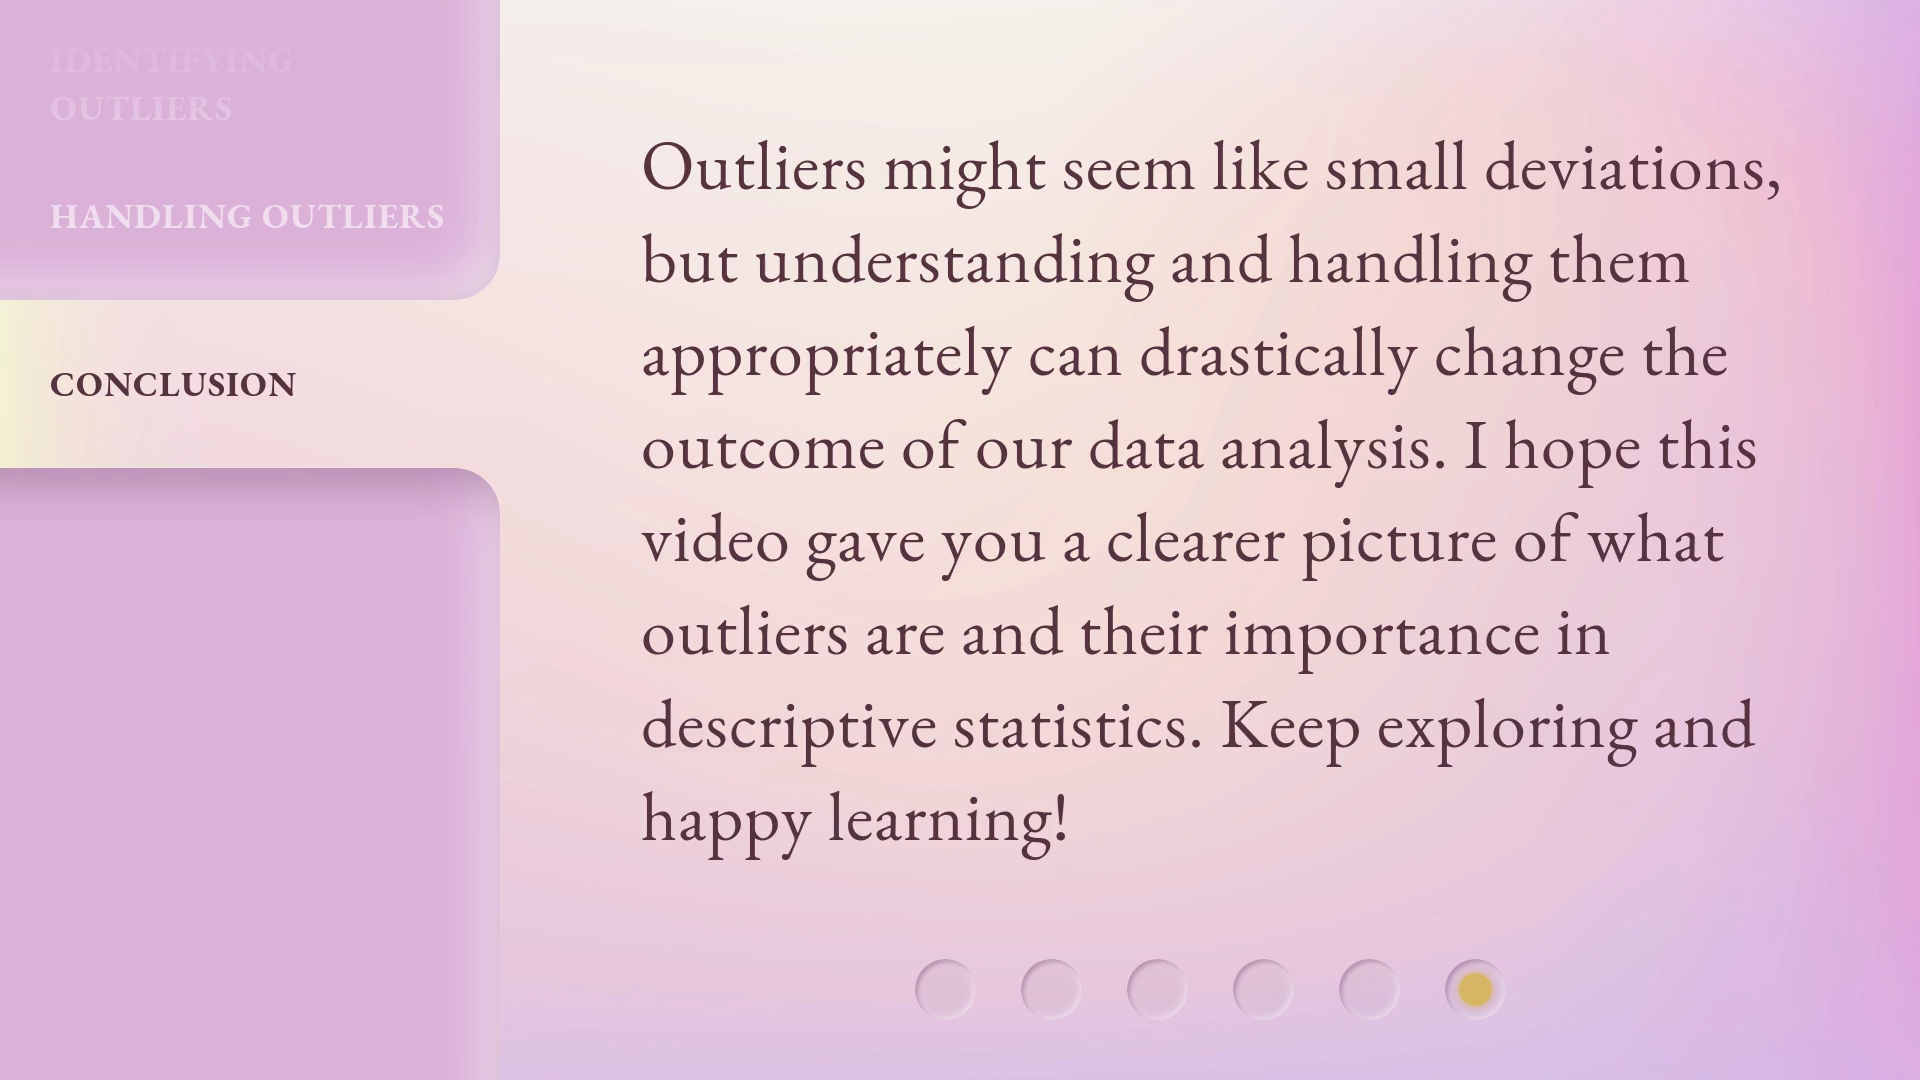 IDENTIFYING
OUTLIERS
HANDLING OUTLIERS
CONCLUSION
Outliers might seem like small deviations,
but understanding and handling them
appropriately can drastically change the
outcome of our data analysis. I hope this
video gave you a clearer picture of what
outliers are and their importance in
descriptive statistics. Keep exploring and
happy learning!